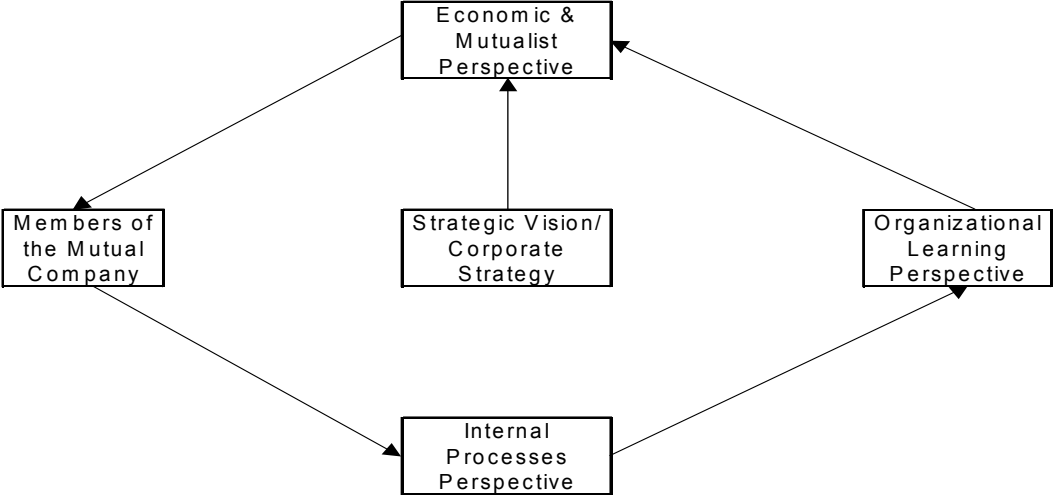 Economic &
Mutualist
Perspective
Members of
the Mutual
Company
Strategic Vision/
Corporate
Strategy
Organizational
Learning
Perspective
Internal
Processes
Perspective